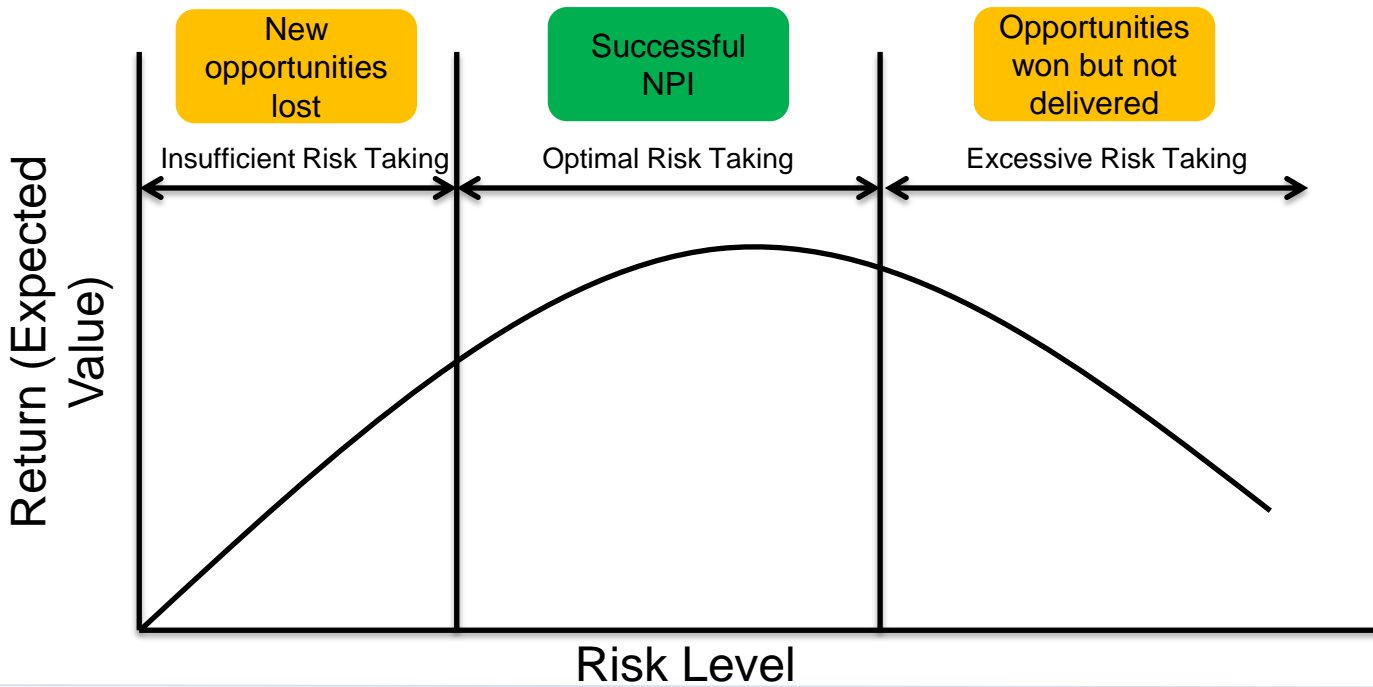 New
opportunities
lost
Successful
NPI
Opportunities
won but not
delivered
Insufficient Risk Taking
Optimal Risk Taking
Excessive Risk Taking
Return (Expected
Value)
Risk Level